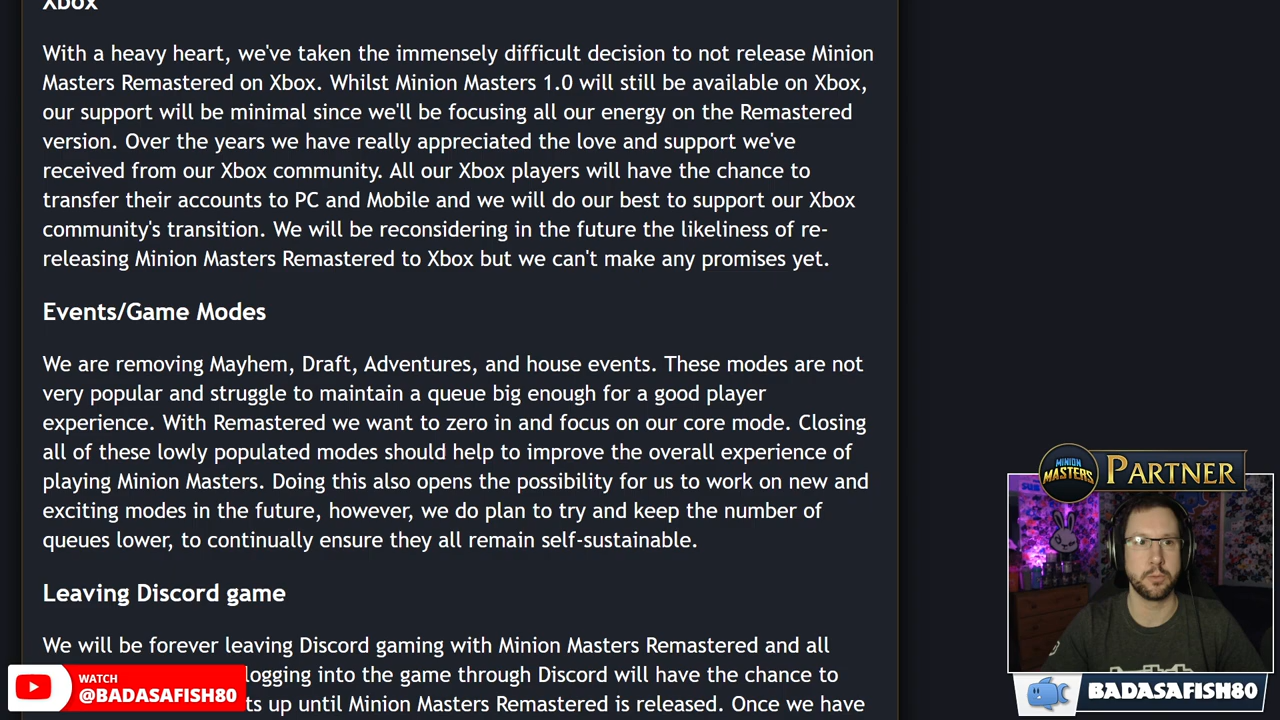 Xbox
With a heavy heart, we've taken the immensely difficult decision to not release Minion
Masters Remastered on Xbox. Whilst Minion Masters 1.0 will still be available on Xbox,
our support will be minimal since we'll be focusing all our energy on the Remastered
version. Over the years we have really appreciated the love and support we've
received from our Xbox community. All our Xbox players will have the chance to
transfer their accounts to PC and Mobile and we will do our best to support our Xbox
community's transition. We will be reconsidering in the future the likeliness of re-
releasing Minion Masters Remastered to Xbox but we can't make any promises yet.
Events/Game Modes
We are removing Mayhem, Draft, Adventures, and house events. These modes are not
very popular and struggle to maintain a queue big enough for a good player
experience. With Remastered we want to zero in and focus on our core mode. Closing
all of these lowly populated modes should help to improve the overall experience of
playing Minion Masters. Doing this also opens the possibility for us to work on new and
exciting modes in the future, however, we do plan to try and keep the number of
queues lower, to continually ensure they all remain self-sustainable.
Leaving Discord game
We will be forever leaving Discord gaming with Minion Masters Remastered and all
logging into the game through Discord will have the chance to
ts up until Minion Masters Remastered is released. Once we have
WATCH
@BADASAFISH80
MINION
MASTERS
PARTNER
BADASAFISH80